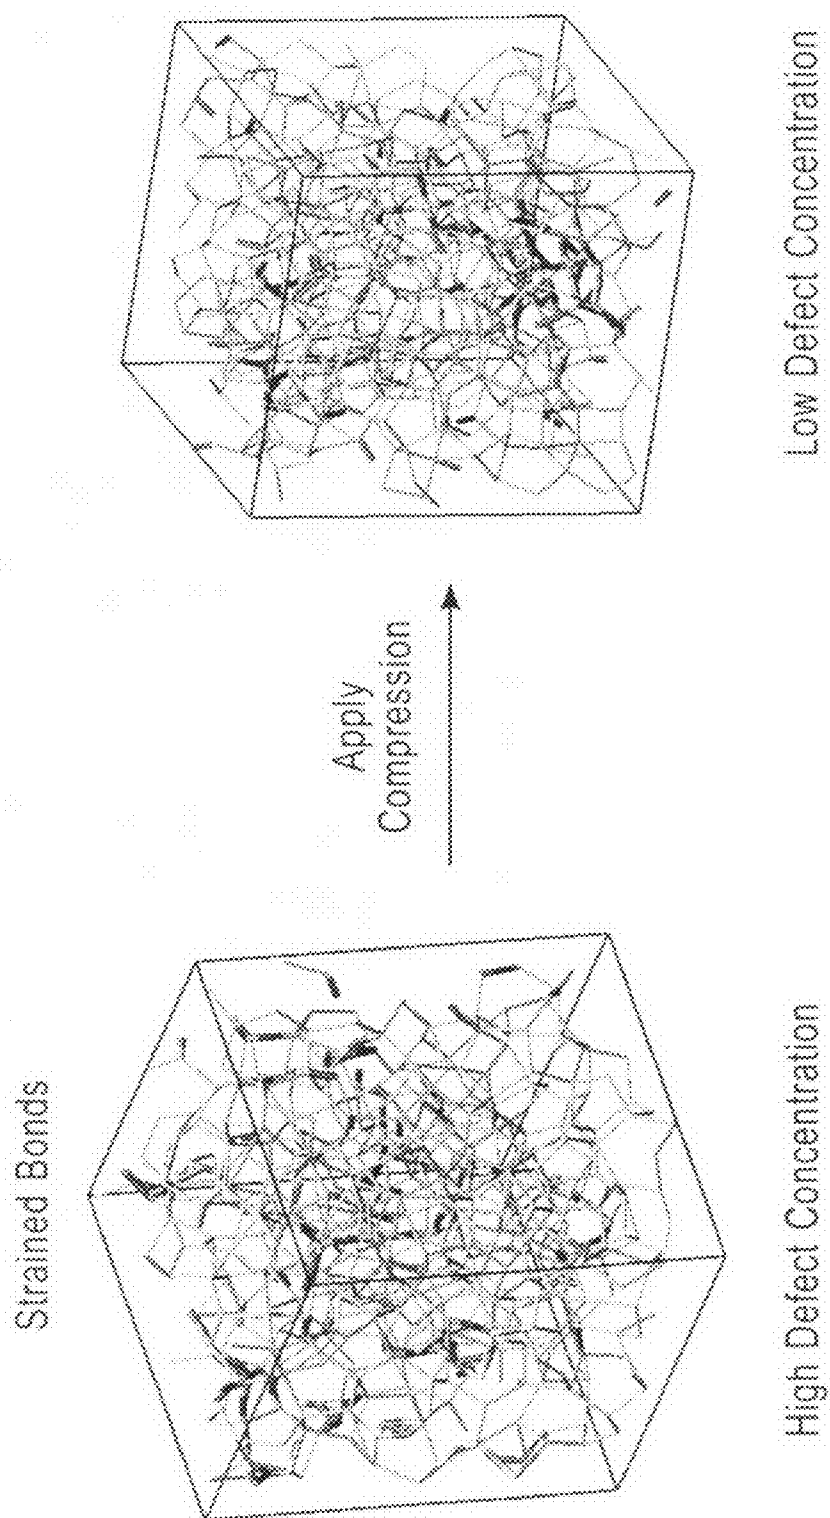 Strained Bonds
Apply
Compression
High Defect Concentration
Low Defect Concentration